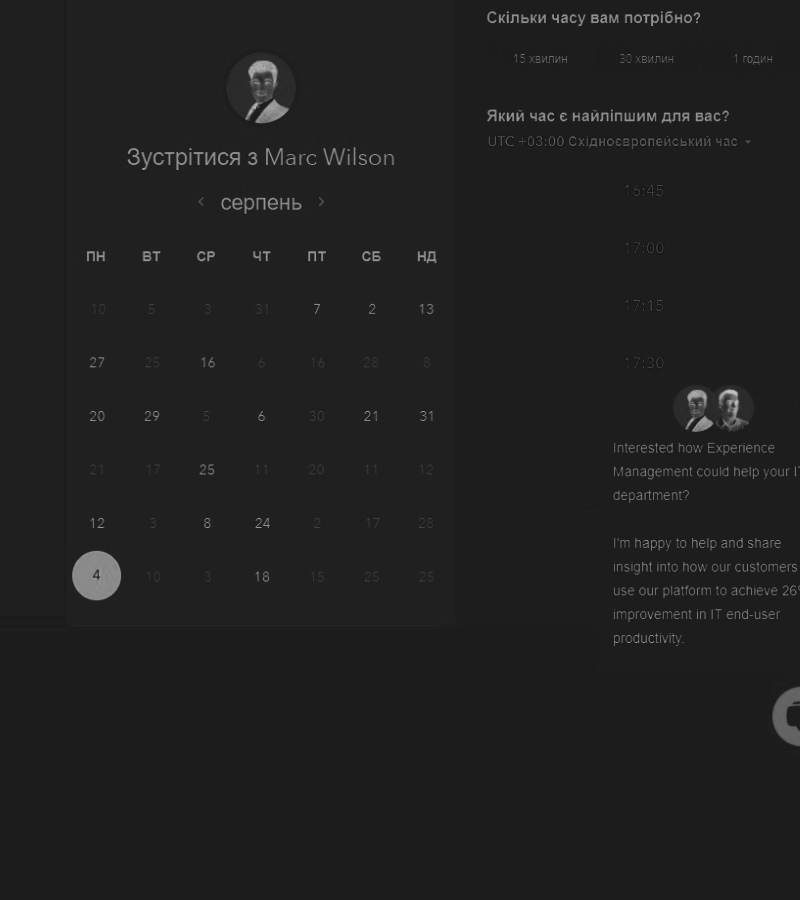 Зустрітися з Marc Wilson
серпень
ПН ВТ СР ЧТ ПТ СБ НД
10 5 3 31 7 2 13
27 25 16 6 16 28 8
20 29 5 6 30 21 31
21 17 25 11 20 11 12
12 3 8 24 2 17 28
4 10 3 18 15 25 25
Скільки часу вам потрібно?
15 хвилин 30 хвилин 1 годин
Який час є найліпшим для вас?
UTC +03:00 Східноєвропейський час
16:45
17:00
17:15
17:30
Interested how Experience
Management could help your IT
department?
I'm happy to help and share
insight into how our customers
use our platform to achieve 26%
improvement in IT end-user
productivity.